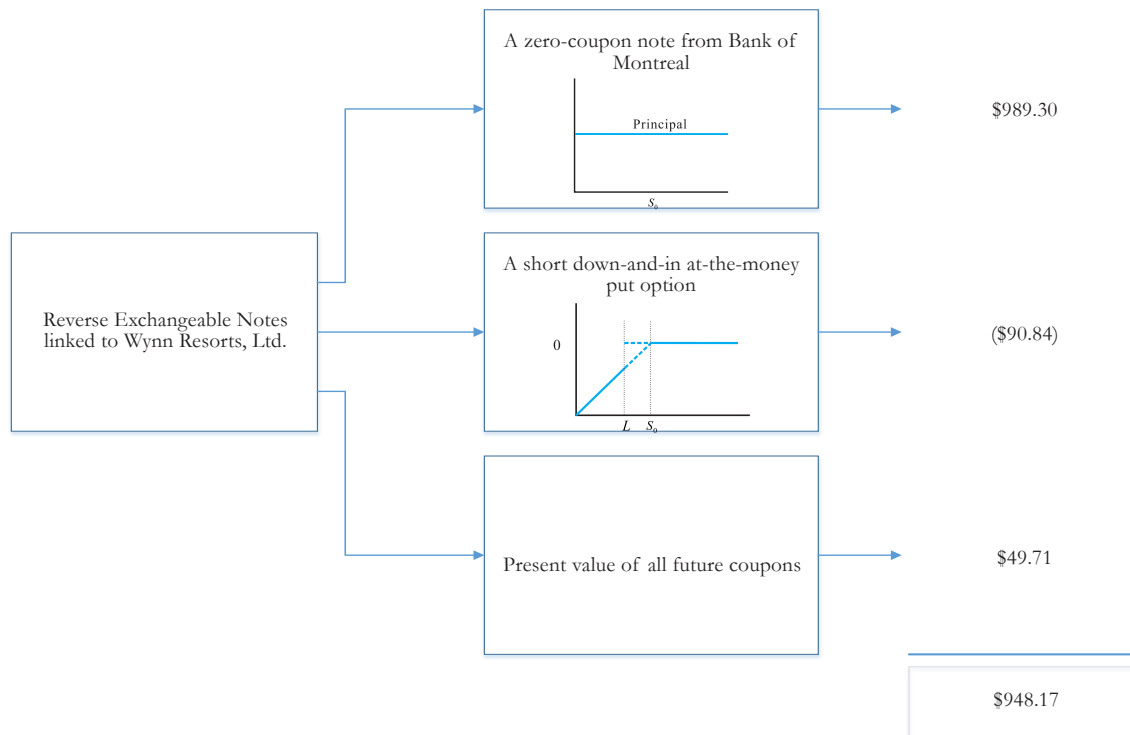 A zero-coupon note from Bank of
Montreal
Principal
S₀
$989.30
Reverse Exchangeable Notes
linked to Wynn Resorts, Ltd.
A short down-and-in at-the-money
put option
0
L S₀
($90.84)
Present value of all future coupons
$49.71
$948.17